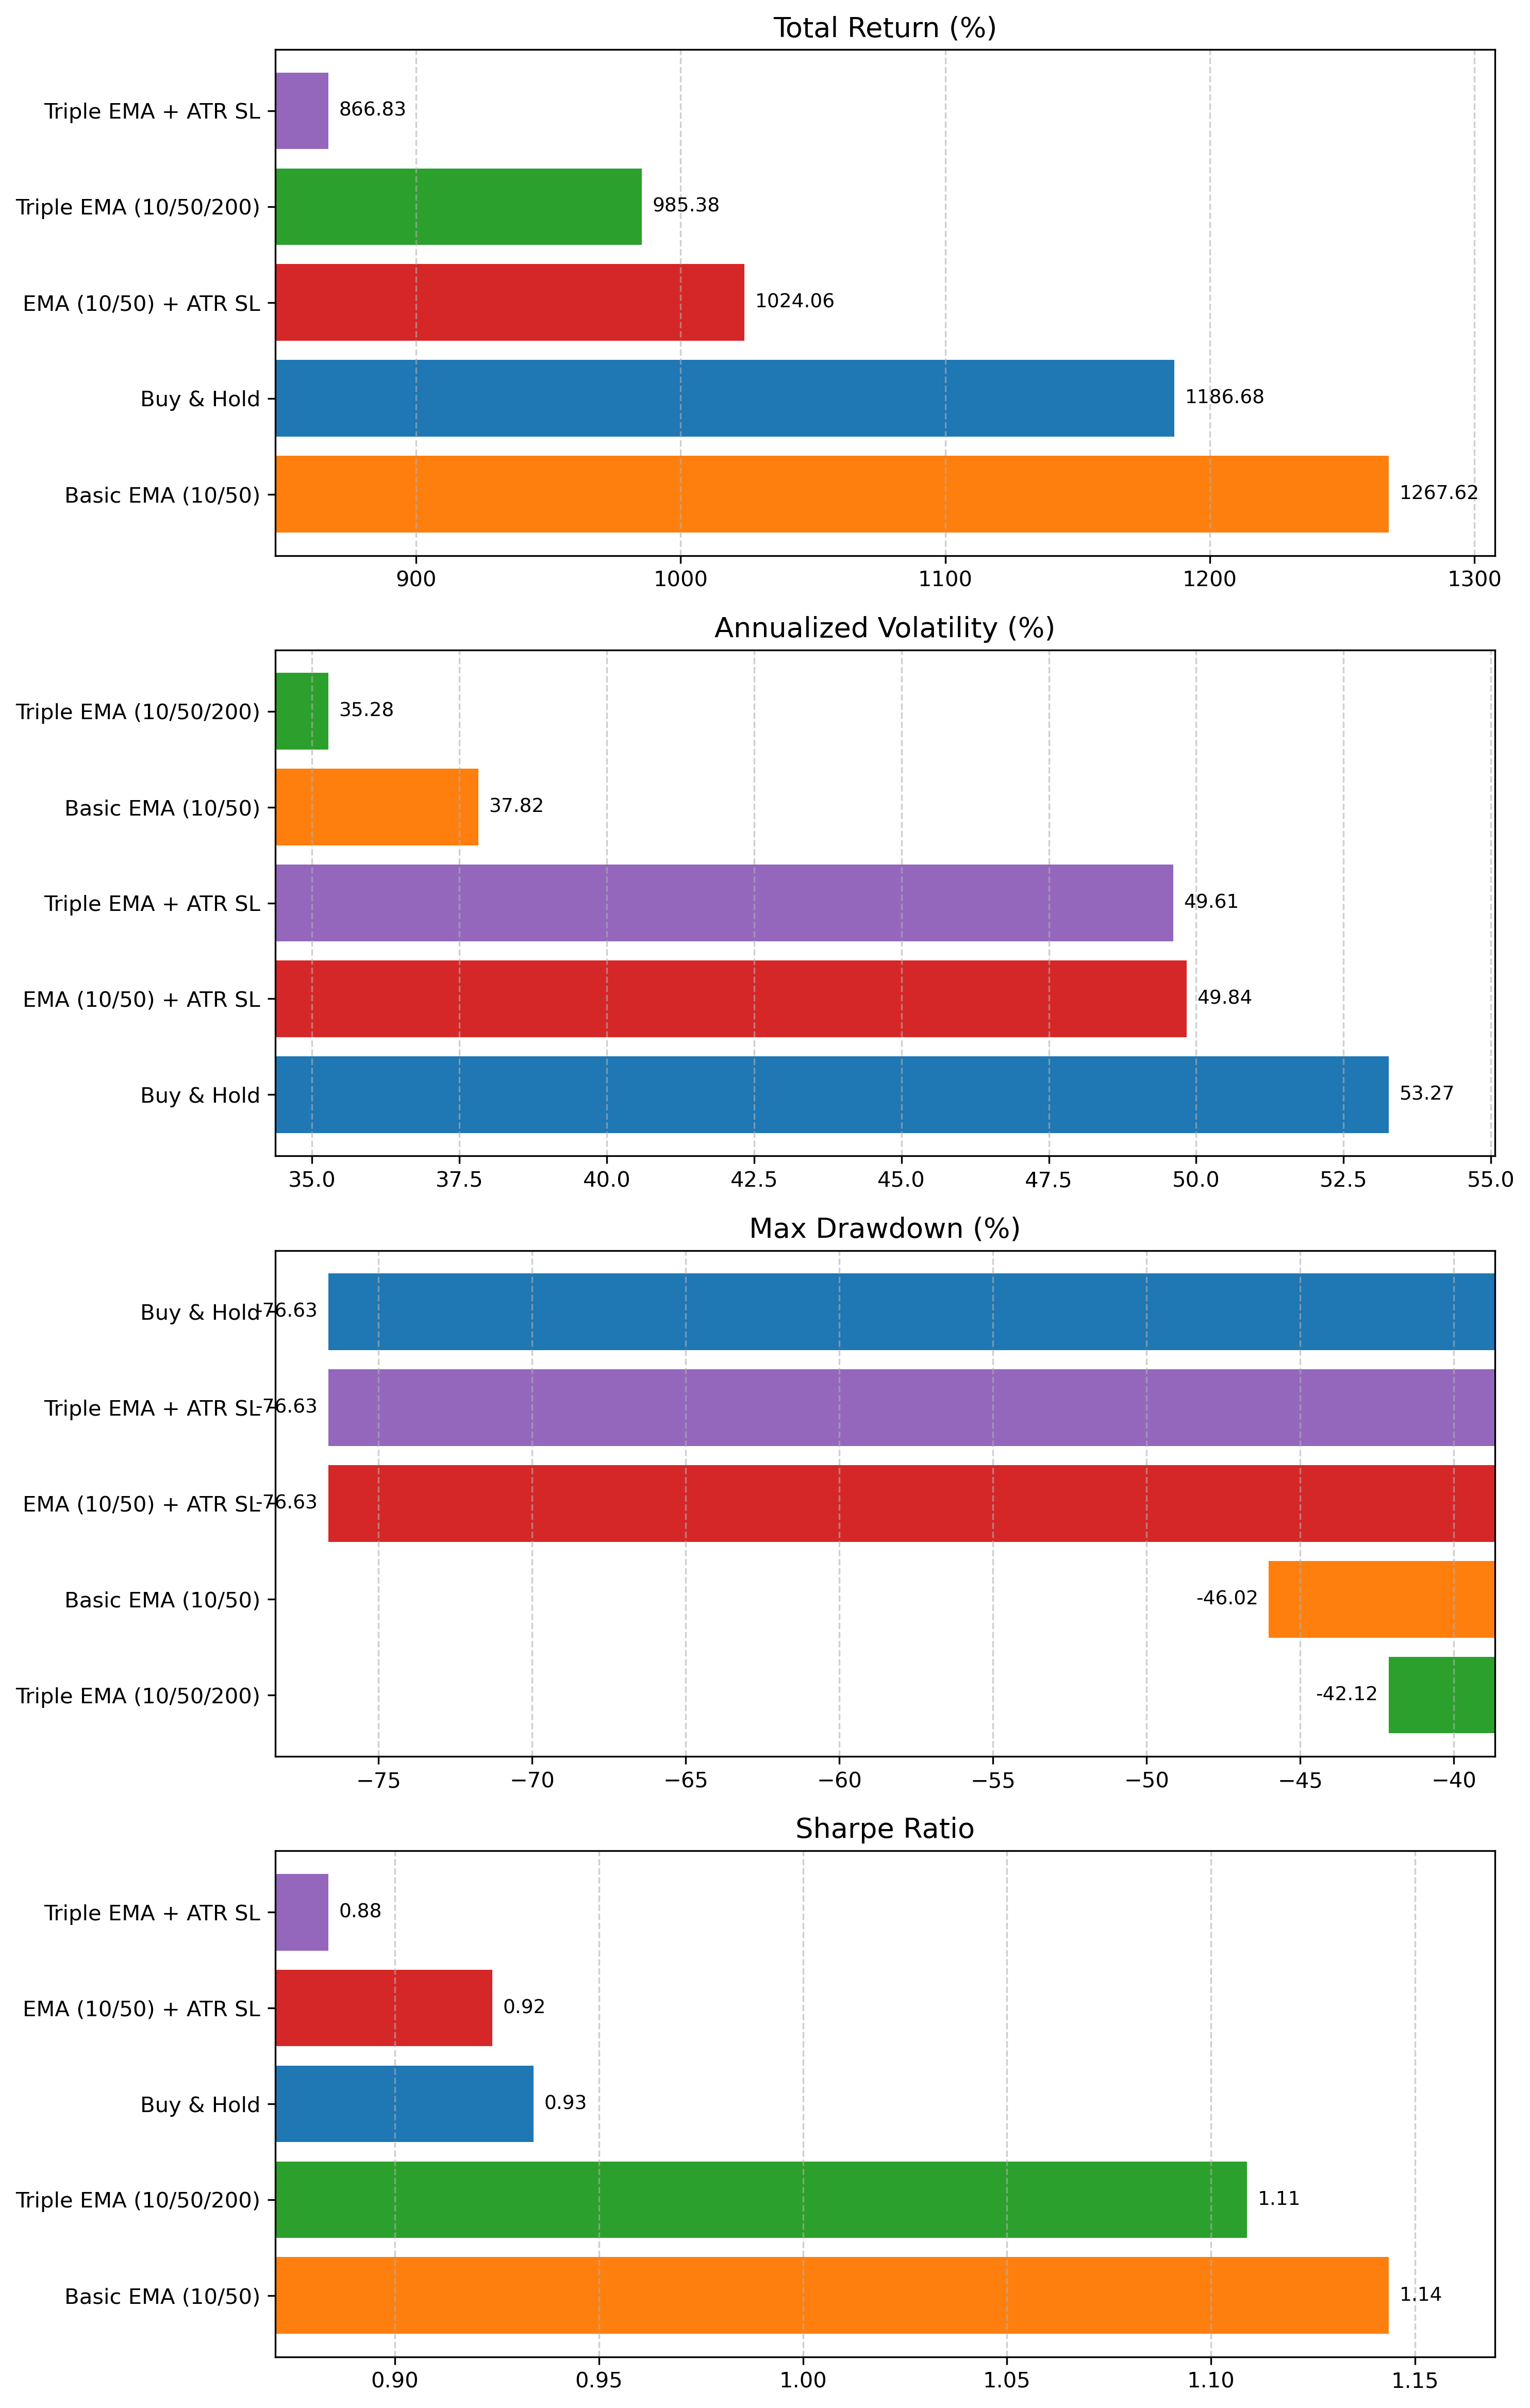 Total Return (%)
Triple EMA + ATR SL 866.83
Triple EMA (10/50/200) 985.38
EMA (10/50) + ATR SL 1024.06
Buy & Hold 1186.68
Basic EMA (10/50) 1267.62
900 1000 1100 1200 1300
Annualized Volatility (%)
Triple EMA (10/50/200) 35.28
Basic EMA (10/50) 37.82
Triple EMA + ATR SL 49.61
EMA (10/50) + ATR SL 49.84
Buy & Hold 53.27
35.0 37.5 40.0 42.5 45.0 47.5 50.0 52.5 55.0
Max Drawdown (%)
Buy & Hold -76.63
Triple EMA + ATR SL -76.63
EMA (10/50) + ATR SL -76.63
Basic EMA (10/50) -46.02
Triple EMA (10/50/200) -42.12
−75 −70 −65 −60 −55 −50 −45 −40
Sharpe Ratio
Triple EMA + ATR SL 0.88
EMA (10/50) + ATR SL 0.92
Buy & Hold 0.93
Triple EMA (10/50/200) 1.11
Basic EMA (10/50) 1.14
0.90 0.95 1.00 1.05 1.10 1.15